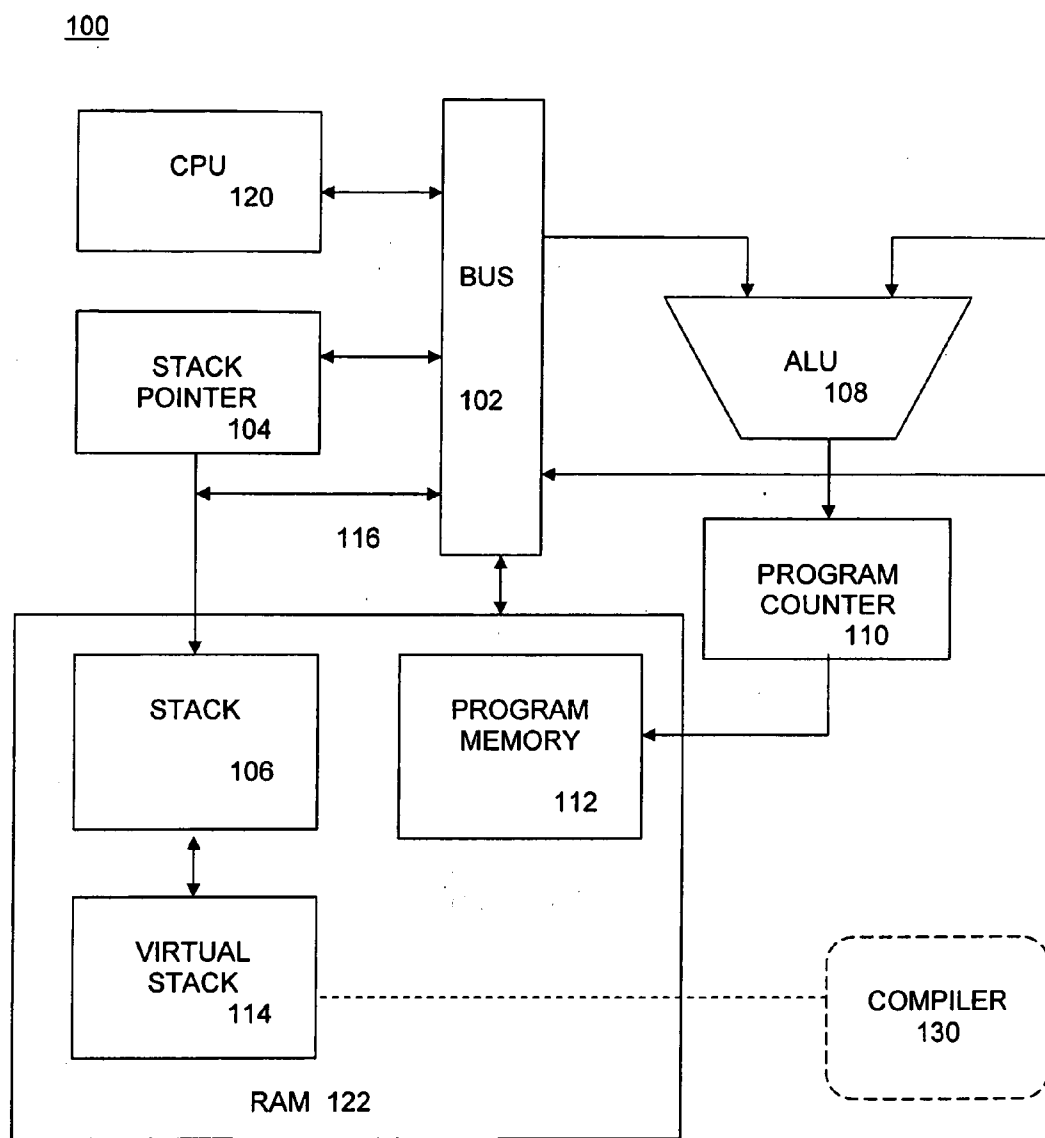 100
CPU
120
BUS
102
STACK
POINTER
104
ALU
108
116
PROGRAM
COUNTER
110
STACK
106
PROGRAM
MEMORY
112
VIRTUAL
STACK
114
COMPILER
130
RAM 122